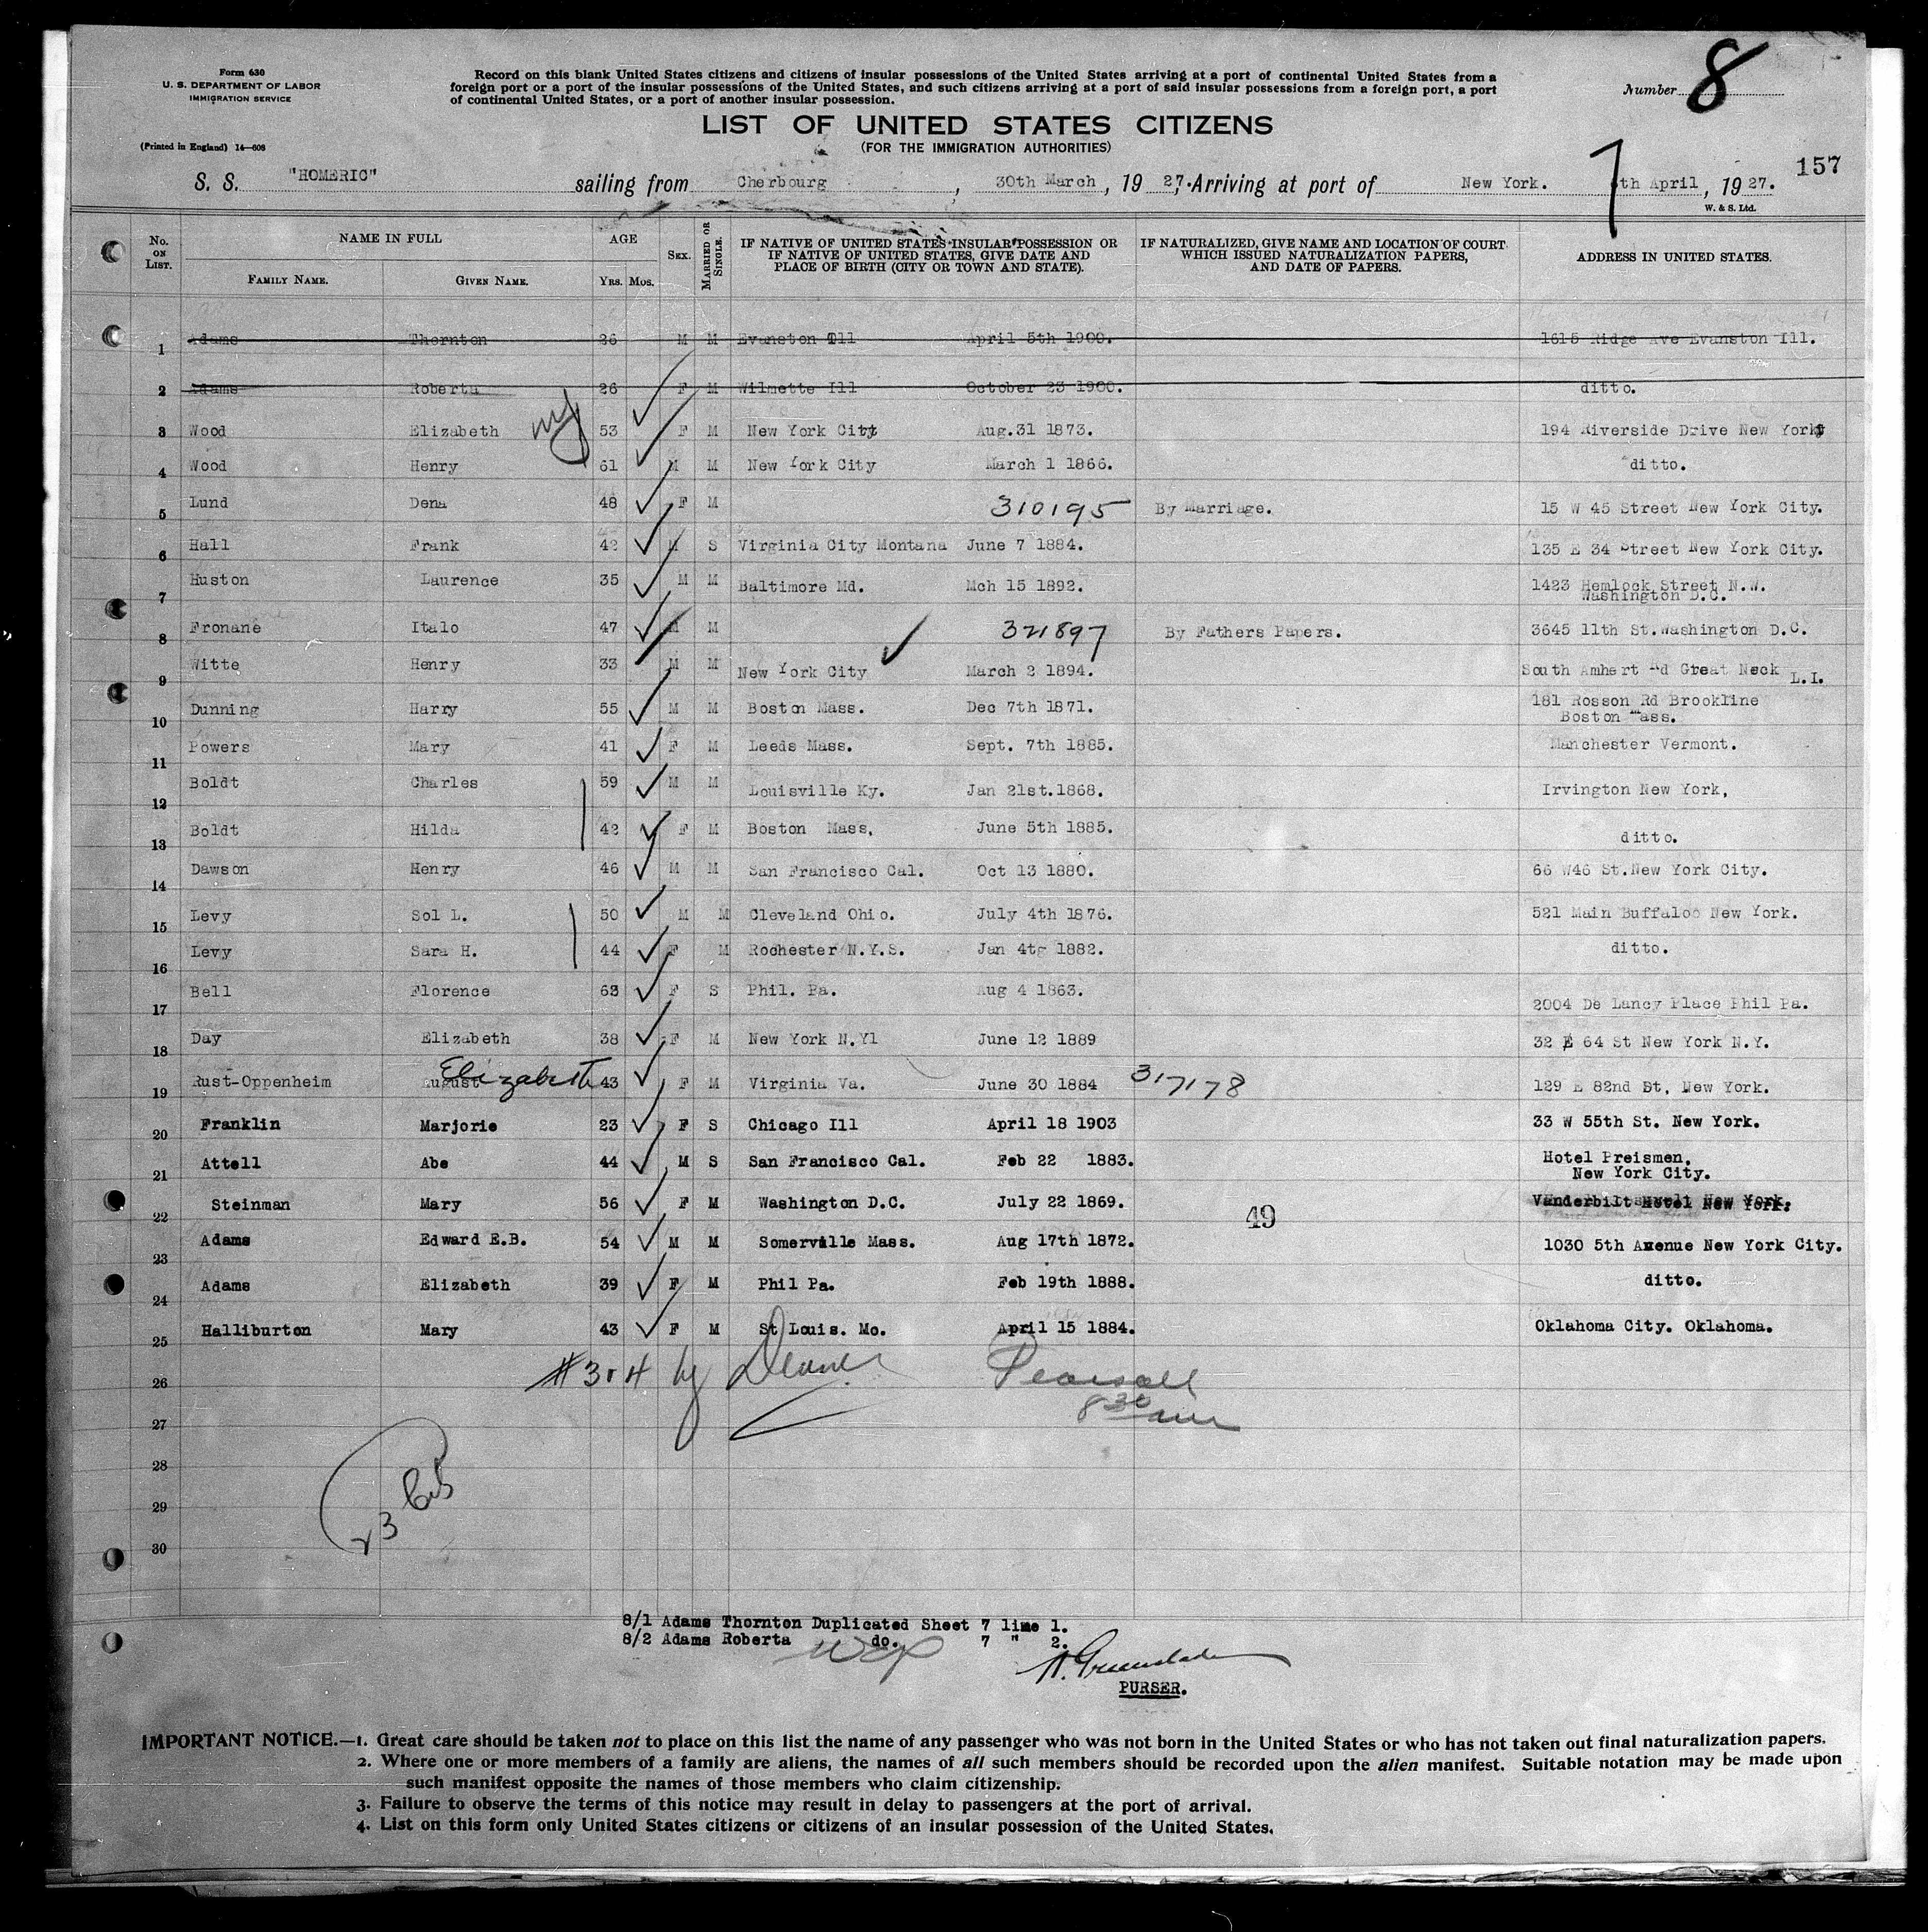 Form 630
U. S. DEPARTMENT OF LABOR
IMMIGRATION SERVICE
(Printed in England) 14—608
Record on this blank United States citizens and citizens of insular possessions of the United States arriving at a port of continental United States from a
foreign port or a port of the insular possessions of the United States, and such citizens arriving at a port of said insular possessions from a foreign port, a port
of continental United States, or a port of another insular possession.
Number 8
LIST OF UNITED STATES CITIZENS
(FOR THE IMMIGRATION AUTHORITIES)
157
S. S. "HOMERIC" sailing from Cherbourg, 30th March, 19 27. Arriving at port of New York. 7 th April, 19 27.
W. & S. Ltd.
No. ON LIST. NAME IN FULL FAMILY NAME. GIVEN NAME. AGE YRS. MOS. SEX. MARRIED OR SINGLE. IF NATIVE OF UNITED STATES INSULAR POSSESSION OR IF NATIVE OF UNITED STATES, GIVE DATE AND PLACE OF BIRTH (CITY OR TOWN AND STATE). IF NATURALIZED, GIVE NAME AND LOCATION OF COURT WHICH ISSUED NATURALIZATION PAPERS, AND DATE OF PAPERS. ADDRESS IN UNITED STATES.
1 Adams Thornton 26 M M Evanston Ill April 5th 1900. 1615 Ridge Ave Evanston Ill.
2 Adams Roberta 26 F M Wilmette Ill October 23 1900. ditto.
3 Wood Elizabeth 53 F M New York City Aug.31 1873. 194 Riverside Drive New York
4 Wood Henry 61 M M New York City March 1 1866. ditto.
5 Lund Dena 48 F M 310195 By Marriage. 15 W 45 Street New York City.
6 Hall Frank 42 M S Virginia City Montana June 7 1884. 135 E 34 Street New York City.
7 Huston Laurence 35 M M Baltimore Md. Mch 15 1892. 1423 Hemlock Street N.W.
Washington D.C.
8 Fronane Italo 47 M M 321897 By Fathers Papers. 3645 11th St.Washington D.C.
9 Witte Henry 33 M M New York City March 2 1894. South Amhert Rd Great Neck L.I.
10 Dunning Harry 55 M M Boston Mass. Dec 7th 1871. 181 Rosson Rd Brookline
Boston Mass.
11 Powers Mary 41 F M Leeds Mass. Sept. 7th 1885. Manchester Vermont.
12 Boldt Charles 59 M M Louisville Ky. Jan 21st.1868. Irvington New York,
13 Boldt Hilda 42 F M Boston Mass, June 5th 1885. ditto.
14 Dawson Henry 46 M M San Francisco Cal. Oct 13 1880. 66 W46 St.New York City.
15 Levy Sol L. 50 M M Cleveland Ohio. July 4th 1876. 521 Main Buffaloo New York.
16 Levy Sara H. 44 F M Rochester N.Y.S. Jan 4tg 1882. ditto.
17 Bell Florence 63 F S Phil. Pa. Aug 4 1863. 2004 De Lancy Place Phil Pa.
18 Day Elizabeth 38 F M New York N.Yl June 12 1889 32 E 64 St New York N.Y.
19 Rust-Oppenheim August Elizabeth 43 F M Virginia Va. June 30 1884 317178 129 E 82nd St, New York.
20 Franklin Marjorie 23 F S Chicago Ill April 18 1903 33 W 55th St. New York.
21 Attell Abe 44 M S San Francisco Cal. Feb 22 1883. Hotel Preismen,
New York City.
22 Steinman Mary 56 F M Washington D.C. July 22 1869. 49 Vanderbilt Hotel New York.
23 Adams Edward E.B. 54 M M Somerville Mass. Aug 17th 1872. 1030 5th Avenue New York City.
24 Adams Elizabeth 39 F M Phil Pa. Feb 19th 1888. ditto.
25 Halliburton Mary 43 F M St Louis. Mo. April 15 1884. Oklahoma City. Oklahoma.
26 Pearsall
27
28
29
30
8/1 Adams Thornton Duplicated Sheet 7 line 1.
8/2 Adams Roberta do. 7 " 2.
PURSER.
IMPORTANT NOTICE.—1. Great care should be taken not to place on this list the name of any passenger who was not born in the United States or who has not taken out final naturalization papers.
2. Where one or more members of a family are aliens, the names of all such members should be recorded upon the alien manifest. Suitable notation may be made upon
such manifest opposite the names of those members who claim citizenship.
3. Failure to observe the terms of this notice may result in delay to passengers at the port of arrival.
4. List on this form only United States citizens or citizens of an insular possession of the United States.